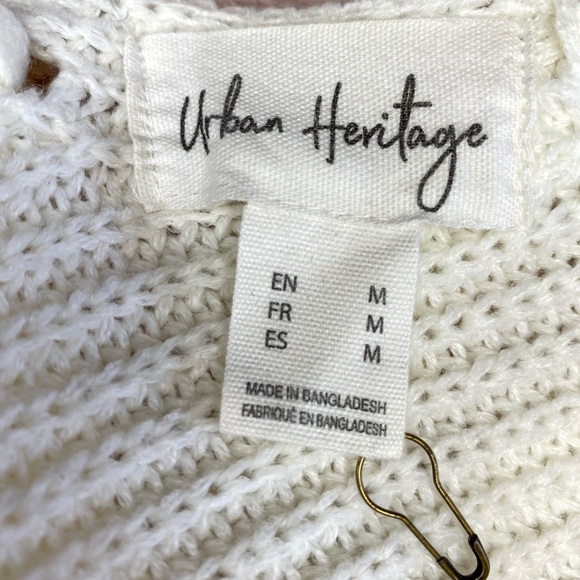 Urban Heritage
EN M
FR M
ES M
MADE IN BANGLADESH
FABRIQUÉ EN BANGLADESH